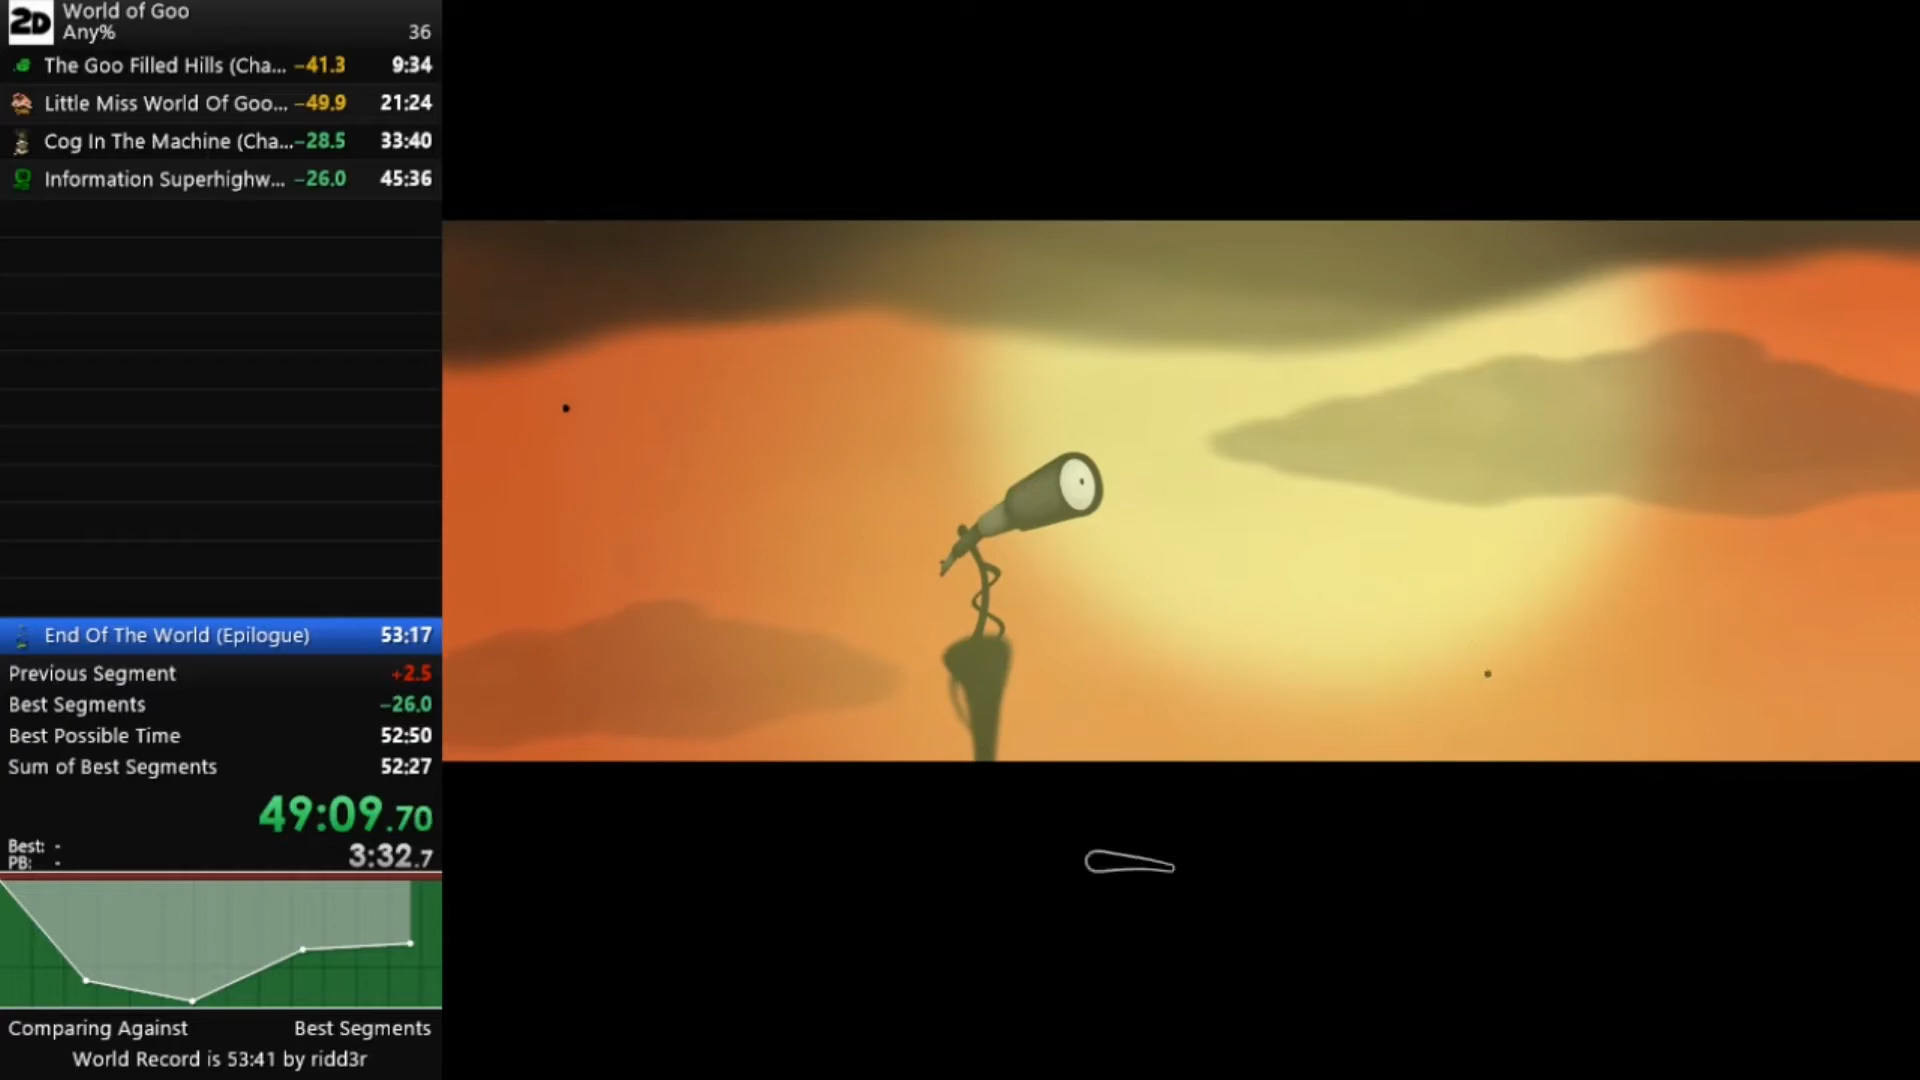 2D
World of Goo
Any% 36
The Goo Filled Hills (Cha... −41.3 9:34
Little Miss World Of Goo... −49.9 21:24
Cog In The Machine (Cha... −28.5 33:40
Information Superhighw... −26.0 45:36
End Of The World (Epilogue) 53:17
Previous Segment +2.5
Best Segments −26.0
Best Possible Time 52:50
Sum of Best Segments 52:27
49:09.70
Best: -
PB: - 3:32.7
Comparing Against Best Segments
World Record is 53:41 by ridd3r